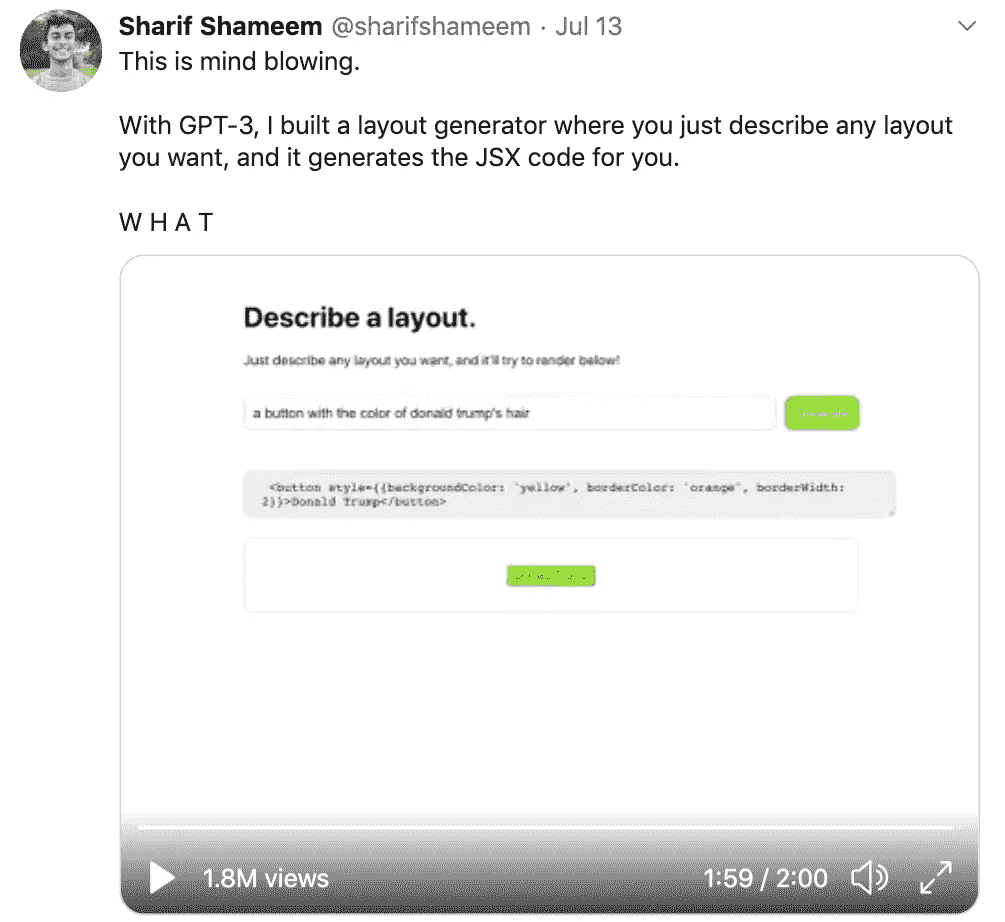 Sharif Shameem @sharifshameem · Jul 13
This is mind blowing.
With GPT-3, I built a layout generator where you just describe any layout
you want, and it generates the JSX code for you.
W H A T
Describe a layout.
Just describe any layout you want, and it'll try to render below!
a button with the color of donald trump's hair
<button style={{backgroundColor: 'yellow', borderColor: 'orange', borderWidth:
2}}>Donald Trump</button>
1.8M views
1:59 / 2:00